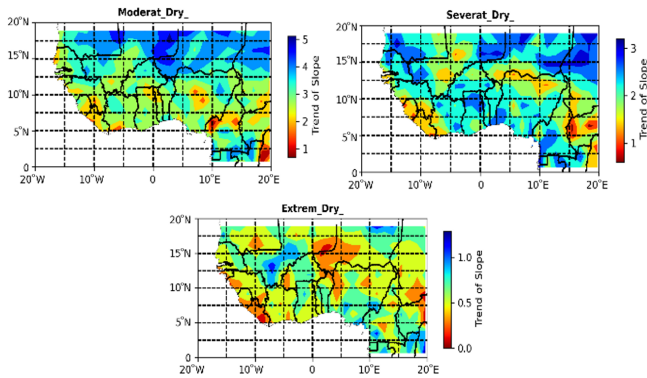 Moderat_Dry_
20°N
15°N
10°N
5°N
0
20°W
10°W
0
10°E
20°E
5
4
3
2
1
Trend of Slope
Severat_Dry_
20°N
15°N
10°N
5°N
0
20°W
10°W
0
10°E
20°E
3
2
1
Trend of Slope
Extrem_Dry_
20°N
15°N
10°N
5°N
0
20°W
10°W
0
10°E
20°E
1.0
0.5
0.0
Trend of Slope